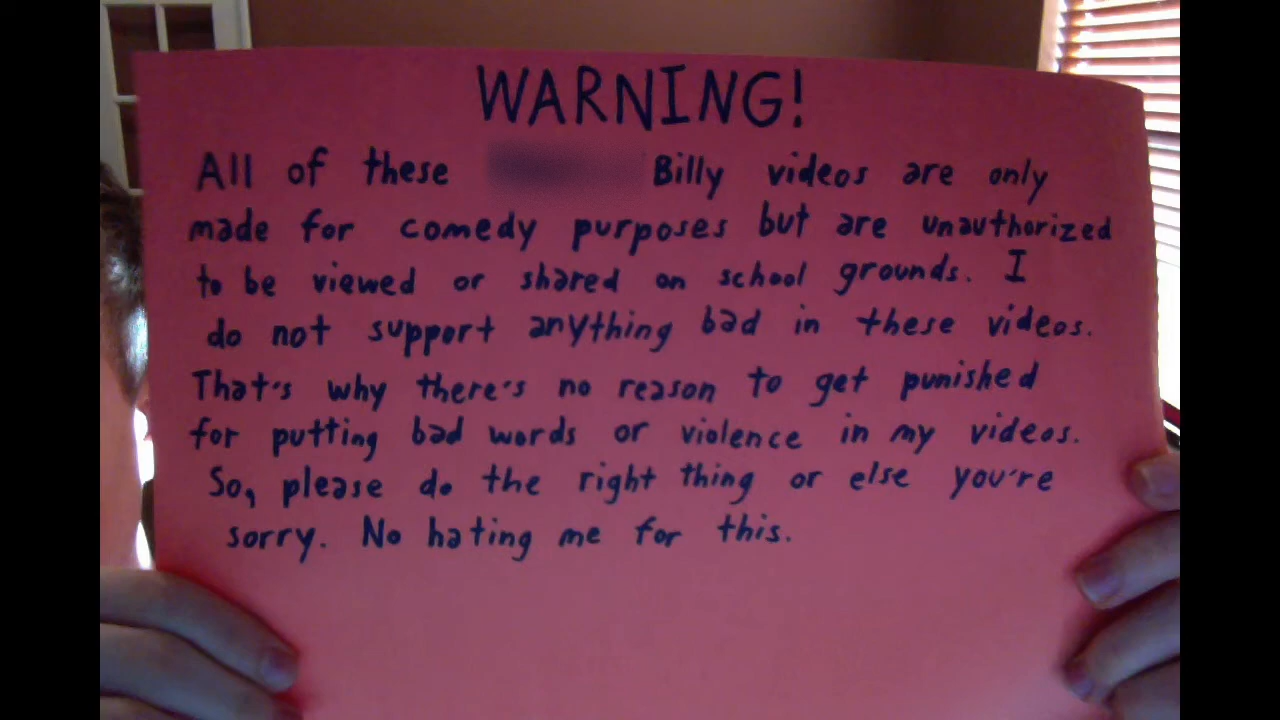 WARNING!
All of these Billy videos are only
made for comedy purposes but are unauthorized
to be viewed or shared on school grounds. I
do not support anything bad in these videos.
That's why there's no reason to get punished
for putting bad words or violence in my videos.
So, please do the right thing or else you're
sorry. No hating me for this.